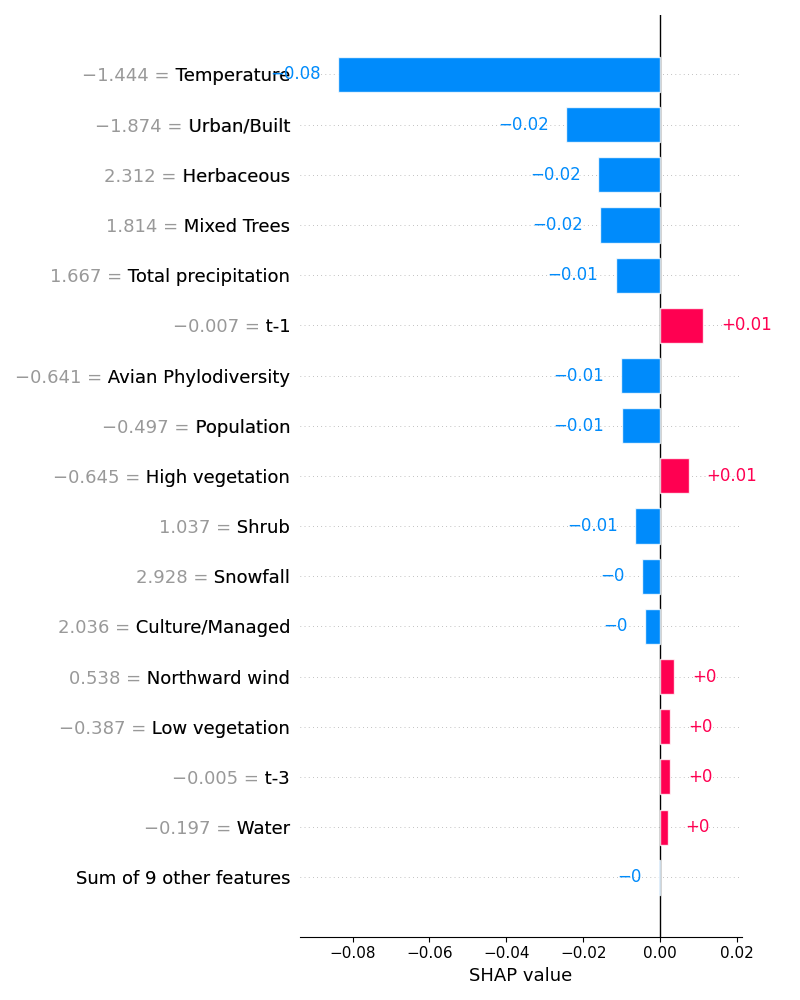 −1.444 = Temperature −0.08
−1.874 = Urban/Built −0.02
2.312 = Herbaceous −0.02
1.814 = Mixed Trees −0.02
1.667 = Total precipitation −0.01
−0.007 = t-1 +0.01
−0.641 = Avian Phylodiversity −0.01
−0.497 = Population −0.01
−0.645 = High vegetation +0.01
1.037 = Shrub −0.01
2.928 = Snowfall −0
2.036 = Culture/Managed −0
0.538 = Northward wind +0
−0.387 = Low vegetation +0
−0.005 = t-3 +0
−0.197 = Water +0
Sum of 9 other features −0
−0.08 −0.06 −0.04 −0.02 0.00 0.02
SHAP value